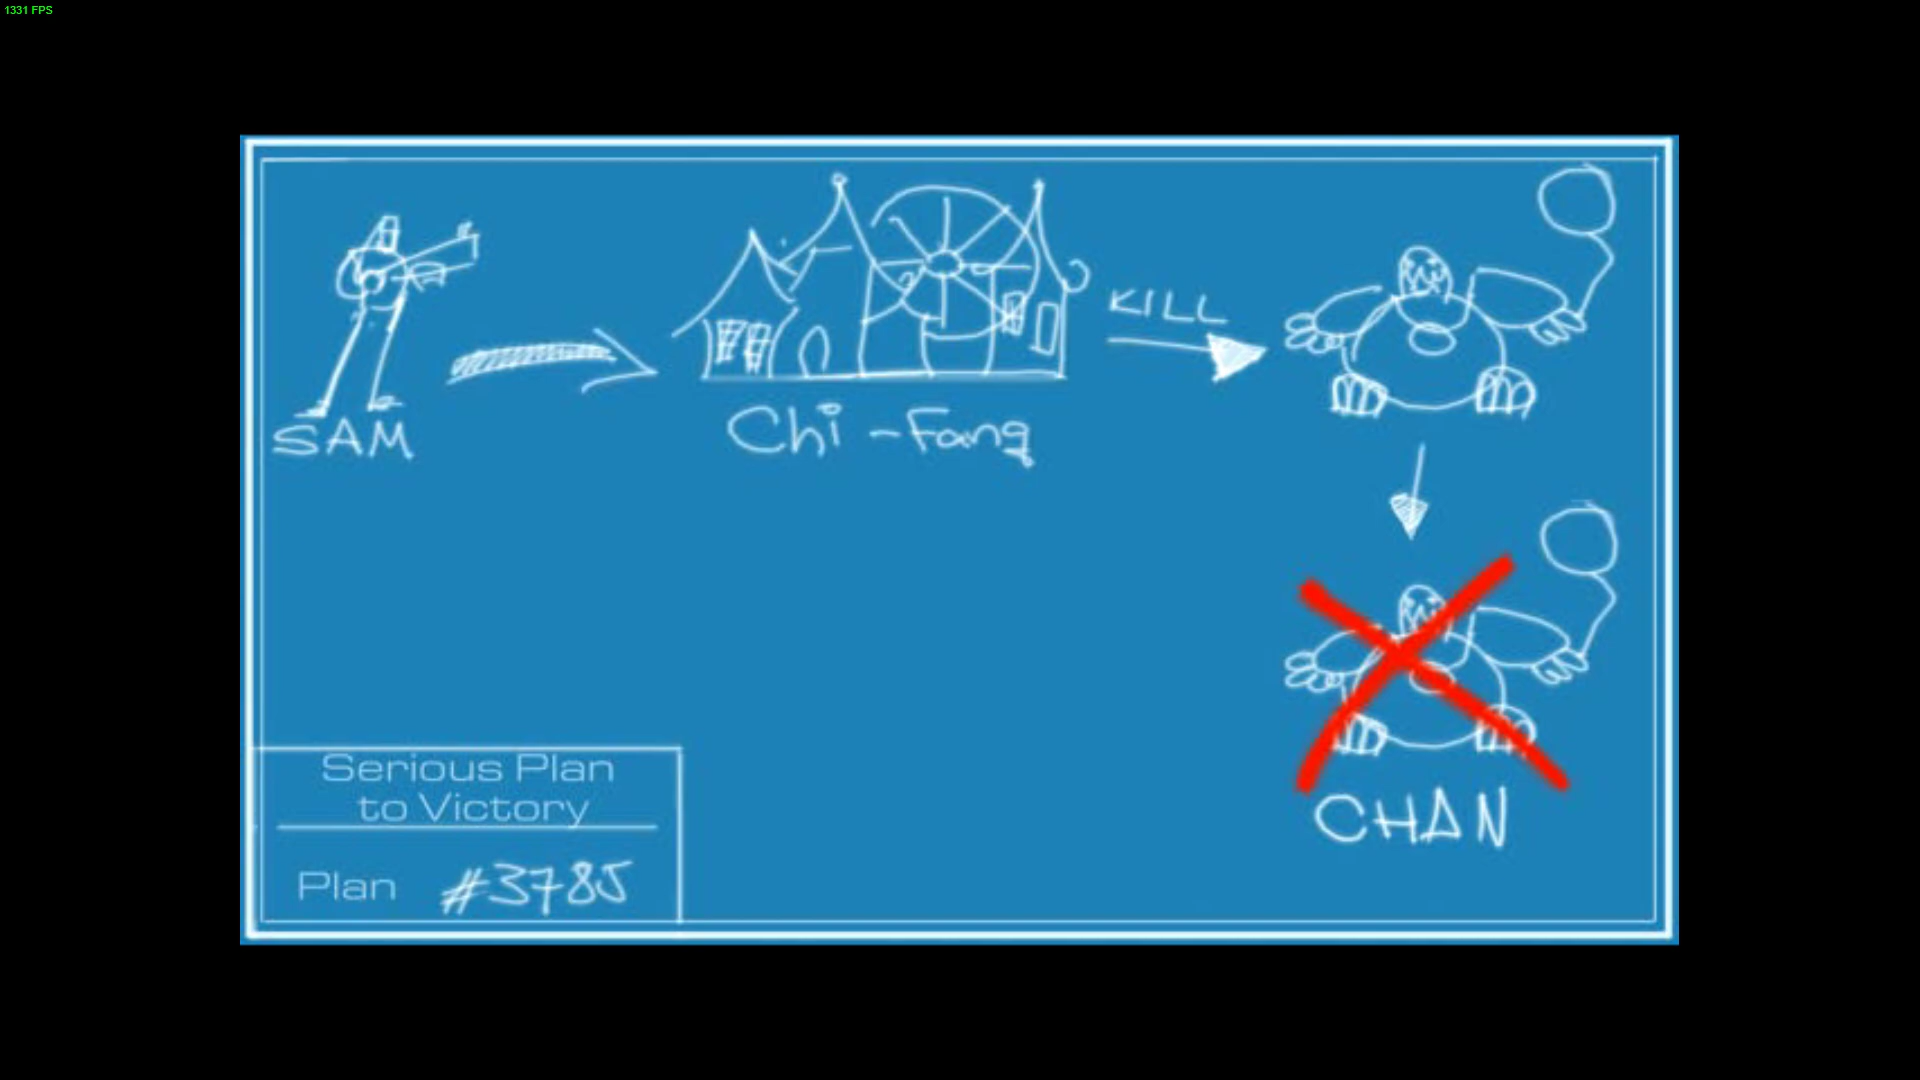 1331 FPS
SAM
Chi-Fang
KILL
CHAN
Serious Plan
to Victory
Plan #3785